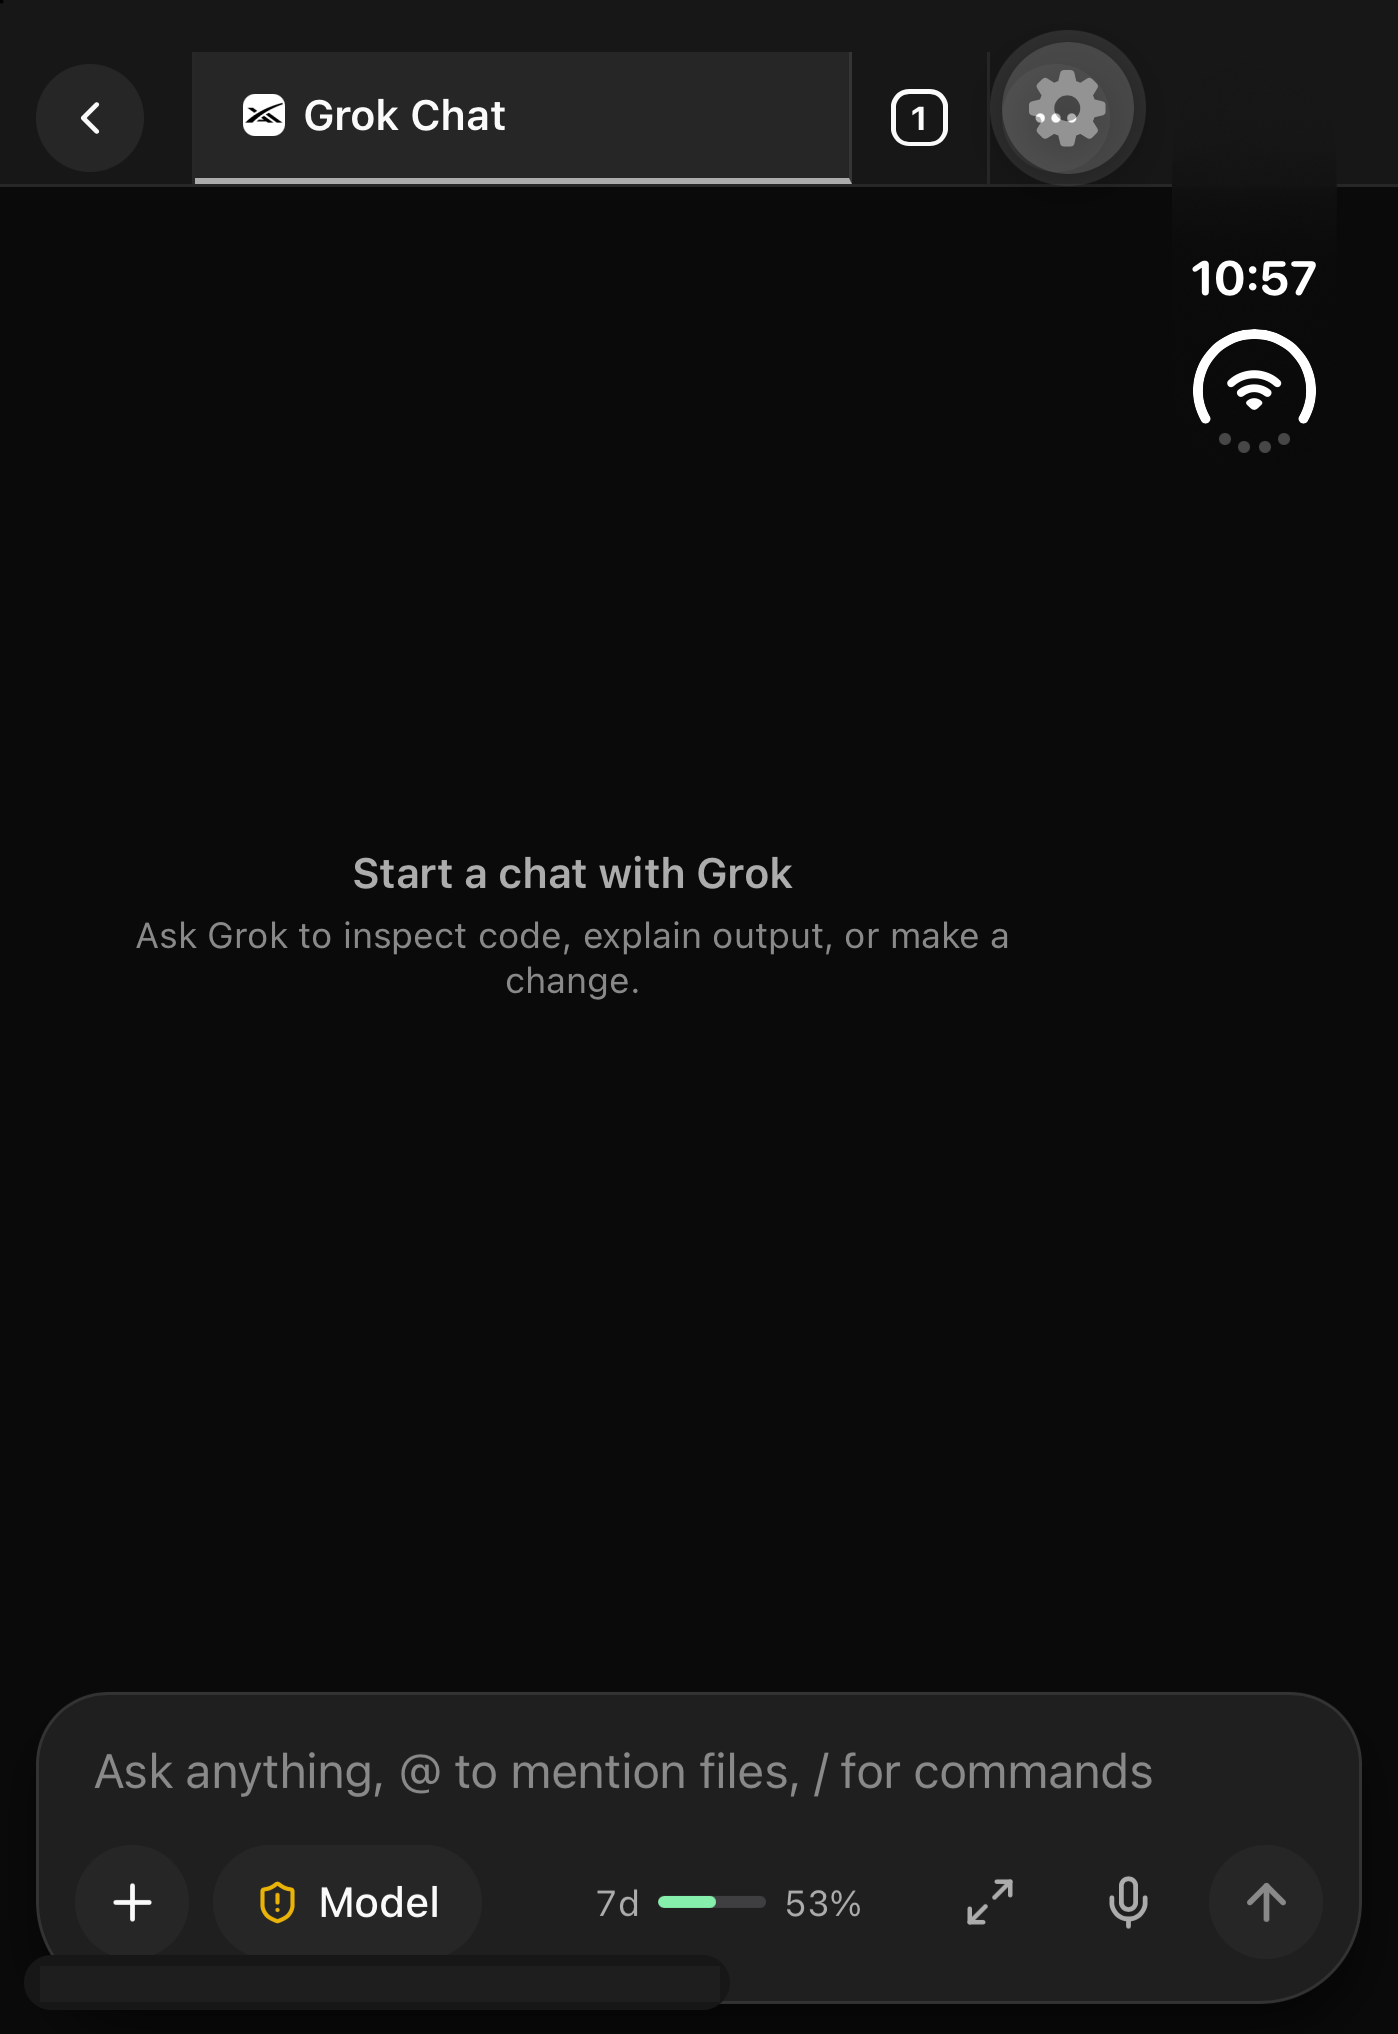 Grok Chat
1
10:57
Start a chat with Grok
Ask Grok to inspect code, explain output, or make a
change.
Ask anything, @ to mention files, / for commands
Model
7d
53%